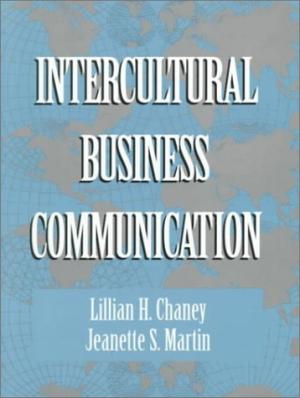 INTERCULTURAL
BUSINESS
COMMUNICATION
Lillian H. Chaney
Jeanette S. Martin